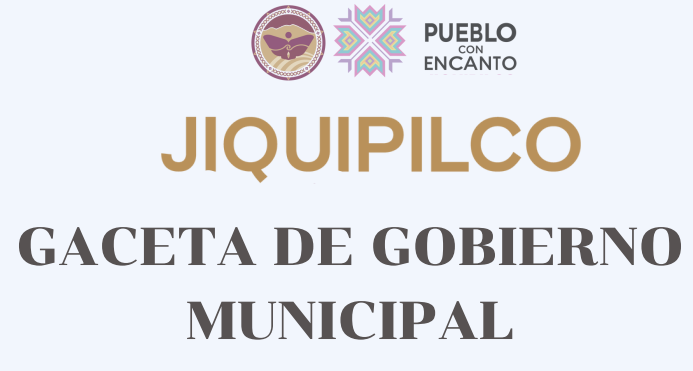 PUEBLO
CON
ENCANTO
JIQUIPILCO
GACETA DE GOBIERNO
MUNICIPAL